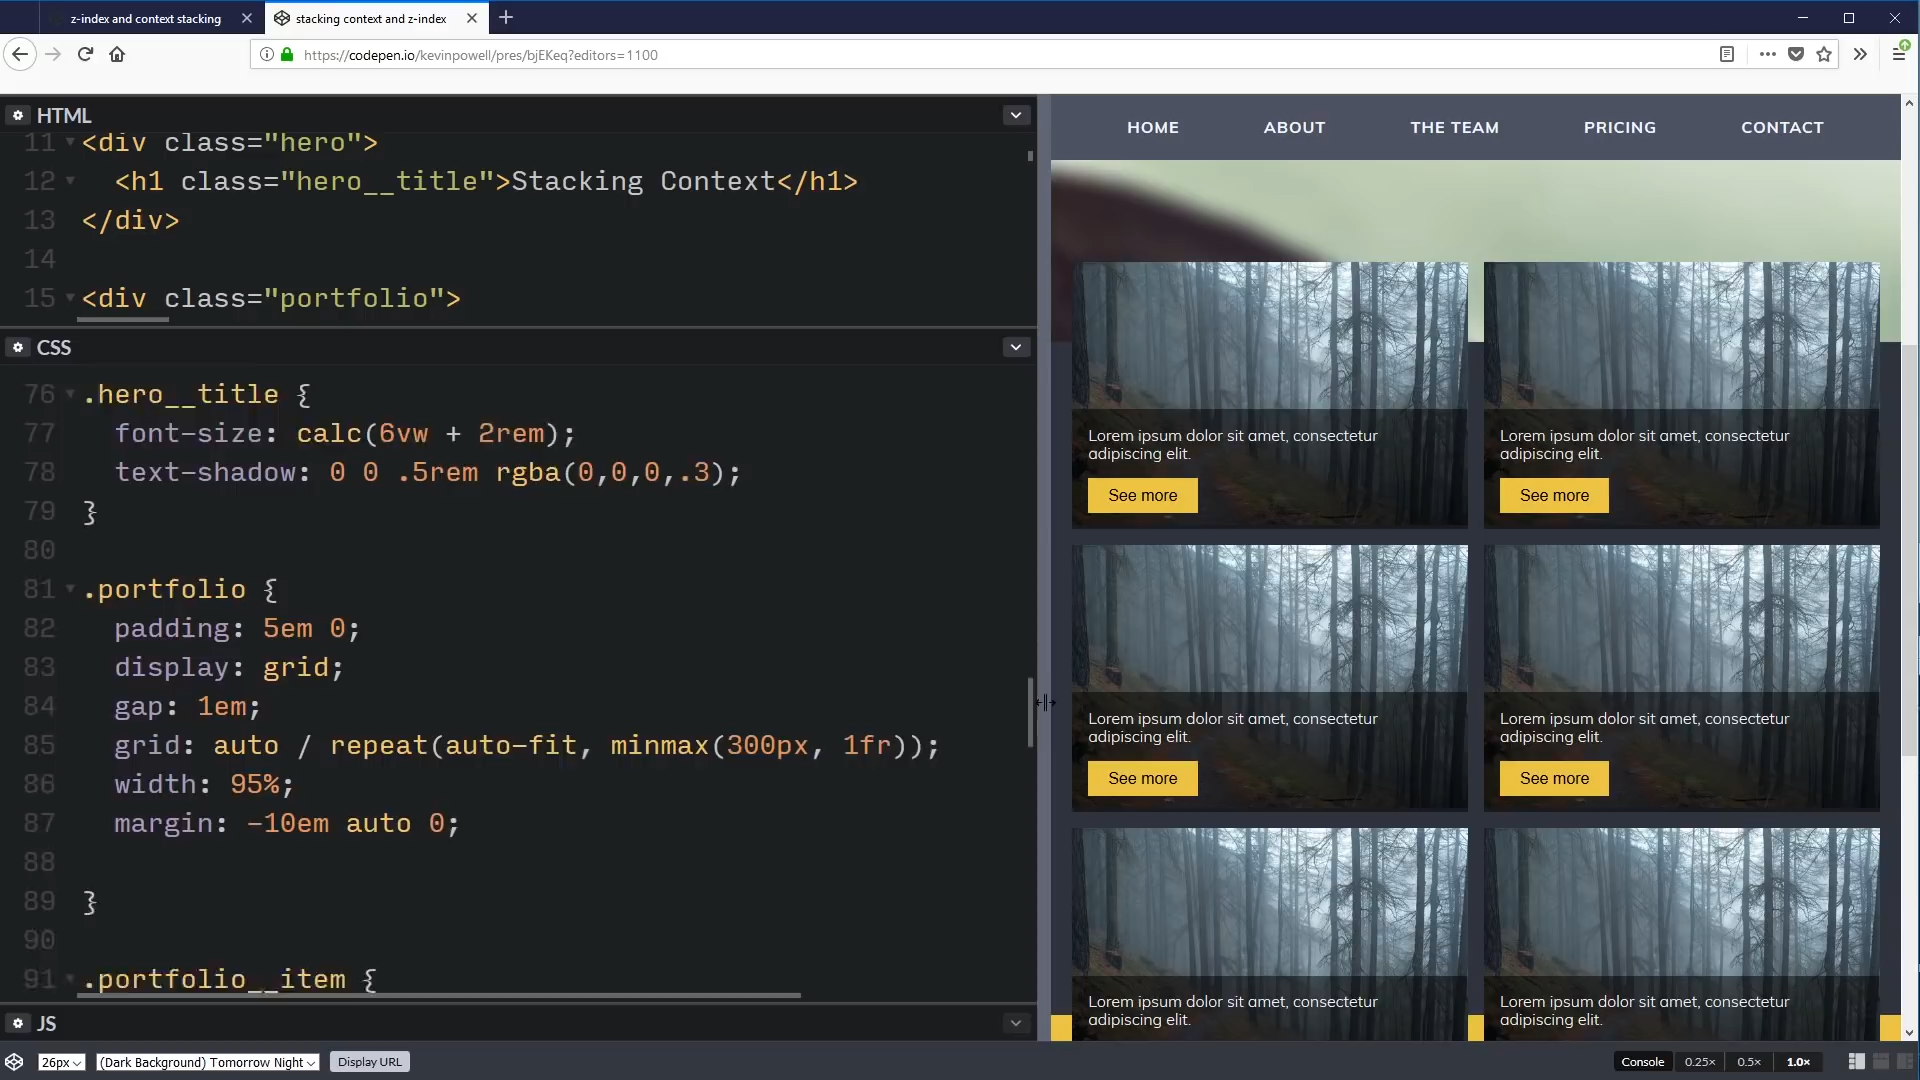 z-index and context stacking
stacking context and z-index
https://codepen.io/kevinpowell/pres/bjEKeq?editors=1100
HTML
11 <div class="hero">
12 <h1 class="hero__title">Stacking Context</h1>
13 </div>
14
15 <div class="portfolio">
CSS
76 .hero__title {
77 font-size: calc(6vw + 2rem);
78 text-shadow: 0 0 .5rem rgba(0,0,0,.3);
79 }
80
81 .portfolio {
82 padding: 5em 0;
83 display: grid;
84 gap: 1em;
85 grid: auto / repeat(auto-fit, minmax(300px, 1fr));
86 width: 95%;
87 margin: -10em auto 0;
88
89 }
90
91 .portfolio__item {
JS
26px
(Dark Background) Tomorrow Night
Display URL
HOME ABOUT THE TEAM PRICING CONTACT
Lorem ipsum dolor sit amet, consectetur
adipiscing elit.
See more
Lorem ipsum dolor sit amet, consectetur
adipiscing elit.
See more
Lorem ipsum dolor sit amet, consectetur
adipiscing elit.
See more
Lorem ipsum dolor sit amet, consectetur
adipiscing elit.
See more
Lorem ipsum dolor sit amet, consectetur
adipiscing elit.
Lorem ipsum dolor sit amet, consectetur
adipiscing elit.
Console 0.25× 0.5× 1.0×